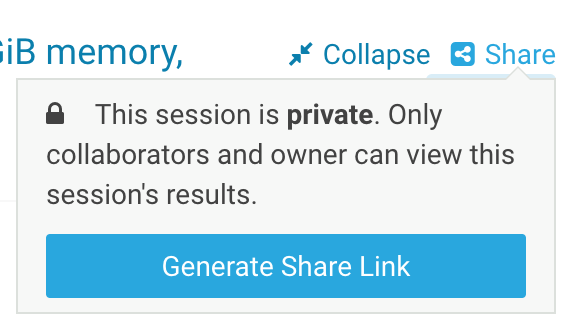 GiB memory,
Collapse
Share
This session is private. Only
collaborators and owner can view this
session's results.
Generate Share Link